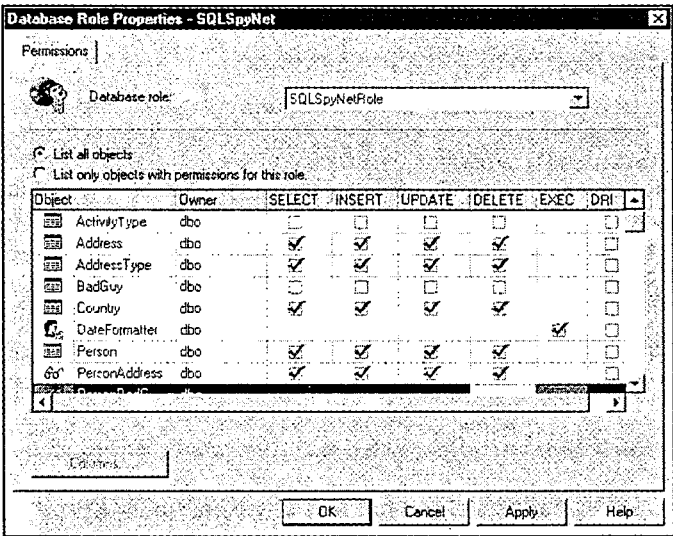 Database Role Properties - SQLSpyNet
Permissions
Database role: SQLSpyNetRole
List all objects
List only objects with permissions for this role.
Object Owner SELECT INSERT UPDATE DELETE EXEC DRI
ActivityType dbo
Address dbo
AddressType dbo
BadGuy dbo
Country dbo
DateFormatter dbo
Person dbo
PersonAddress dbo
dbo
Columns...
OK Cancel Apply Help